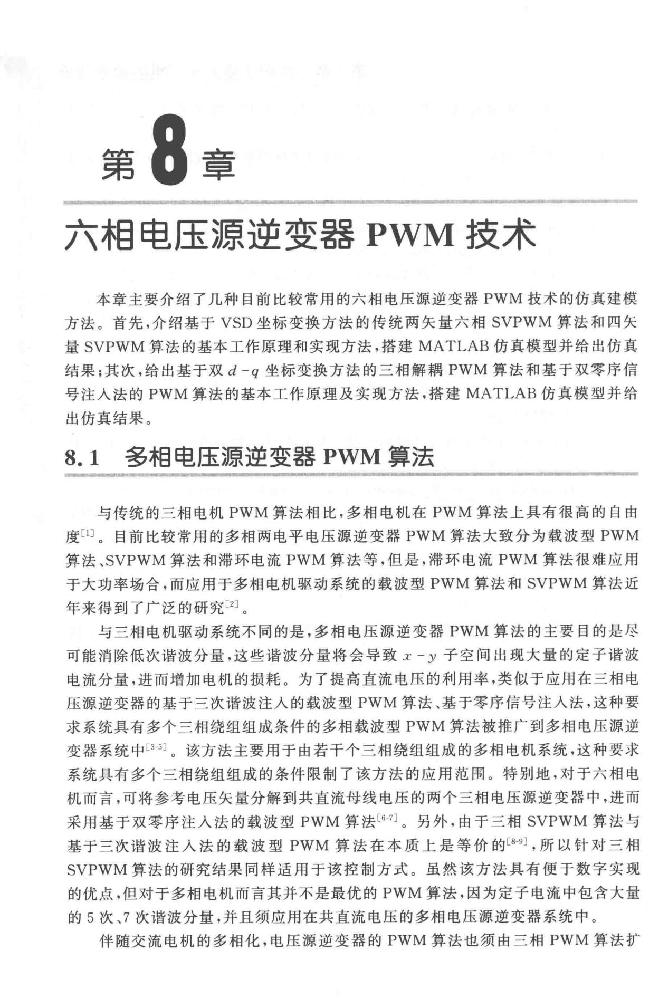 第8章
六相电压源逆变器 PWM 技术
本章主要介绍了几种目前比较常用的六相电压源逆变器 PWM 技术的仿真建模
方法。首先,介绍基于 VSD 坐标变换方法的传统两矢量六相 SVPWM 算法和四矢
量 SVPWM 算法的基本工作原理和实现方法,搭建 MATLAB 仿真模型并给出仿真
结果;其次,给出基于双 d-q 坐标变换方法的三相解耦 PWM 算法和基于双零序信
号注入法的 PWM 算法的基本工作原理及实现方法,搭建 MATLAB 仿真模型并给
出仿真结果。
8.1 多相电压源逆变器 PWM 算法
与传统的三相电机 PWM 算法相比,多相电机在 PWM 算法上具有很高的自由
度[1]。目前比较常用的多相两电平电压源逆变器 PWM 算法大致分为载波型 PWM
算法、SVPWM 算法和滞环电流 PWM 算法等,但是,滞环电流 PWM 算法很难应用
于大功率场合,而应用于多相电机驱动系统的载波型 PWM 算法和 SVPWM 算法近
年来得到了广泛的研究[2]。
与三相电机驱动系统不同的是,多相电压源逆变器 PWM 算法的主要目的是尽
可能消除低次谐波分量,这些谐波分量将会导致 x-y 子空间出现大量的定子谐波
电流分量,进而增加电机的损耗。为了提高直流电压的利用率,类似于应用在三相电
压源逆变器的基于三次谐波注入的载波型 PWM 算法、基于零序信号注入法,这种要
求系统具有多个三相绕组组成条件的多相载波型 PWM 算法被推广到多相电压源逆
变器系统中[3-5]。该方法主要用于由若干个三相绕组组成的多相电机系统,这种要求
系统具有多个三相绕组组成的条件限制了该方法的应用范围。特别地,对于六相电
机而言,可将参考电压矢量分解到共直流母线电压的两个三相电压源逆变器中,进而
采用基于双零序注入法的载波型 PWM 算法[6-7]。另外,由于三相 SVPWM 算法与
基于三次谐波注入法的载波型 PWM 算法在本质上是等价的[8-9],所以针对三相
SVPWM 算法的研究结果同样适用于该控制方式。虽然该方法具有便于数字实现
的优点,但对于多相电机而言其并不是最优的 PWM 算法,因为定子电流中包含大量
的 5 次、7 次谐波分量,并且须应用在共直流电压的多相电压源逆变器系统中。
伴随交流电机的多相化,电压源逆变器的 PWM 算法也须由三相 PWM 算法扩